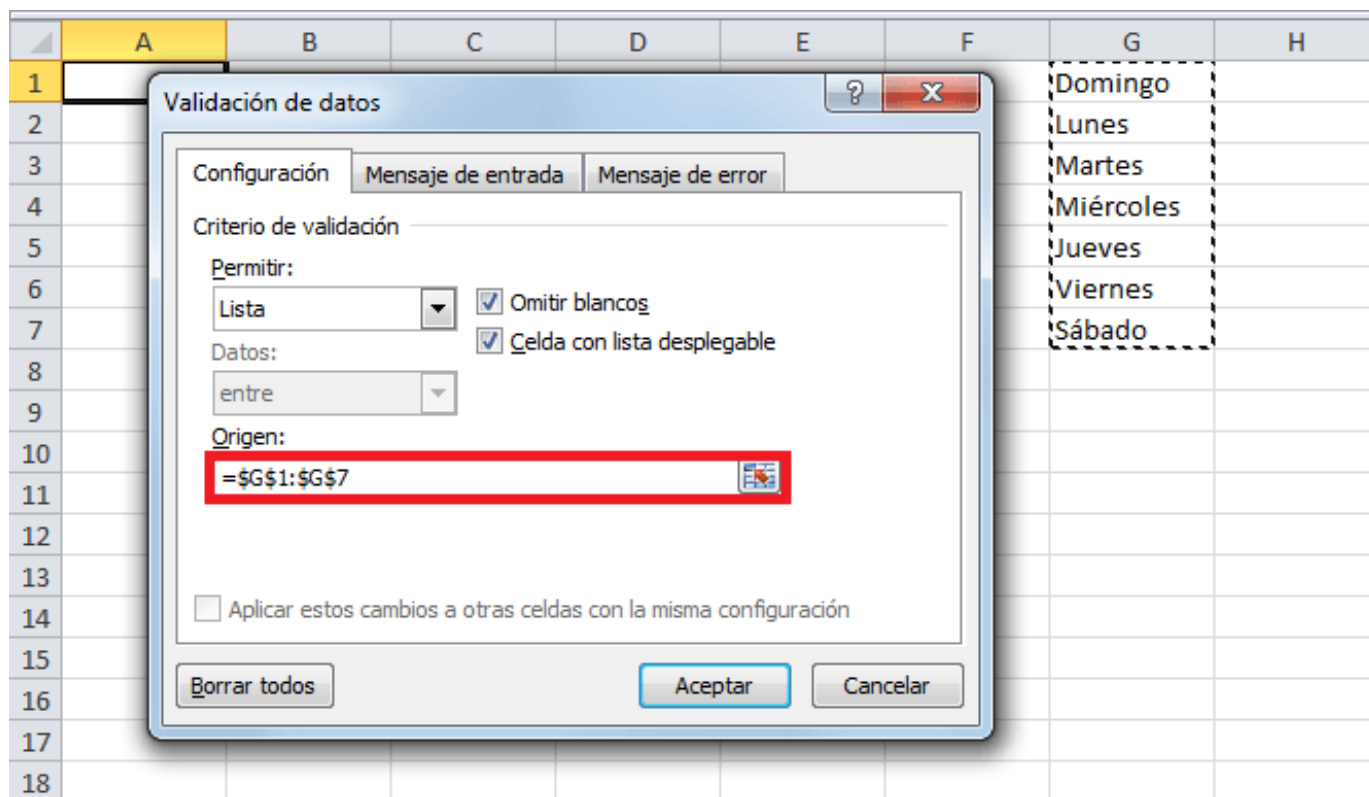 A B C D E F G H
1 Domingo
2 Lunes
3 Martes
4 Miércoles
5 Jueves
6 Viernes
7 Sábado
8
9
10
11
12
13
14
15
16
17
18
Validación de datos ? X
Configuración Mensaje de entrada Mensaje de error
Criterio de validación
Permitir:
Lista Omitir blancos
Celda con lista desplegable
Datos:
entre
Origen:
=$G$1:$G$7
Aplicar estos cambios a otras celdas con la misma configuración
Borrar todos Aceptar Cancelar